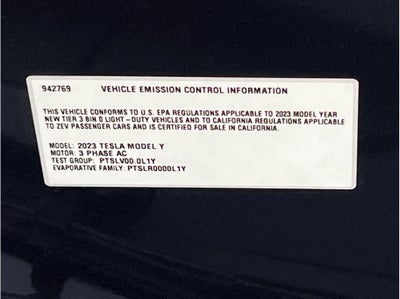 942769 VEHICLE EMISSION CONTROL INFORMATION
THIS VEHICLE CONFORMS TO U.S. EPA REGULATIONS APPLICABLE TO 2023 MODEL YEAR
NEW TIER 3 BIN 0 LIGHT-DUTY VEHICLES AND TO CALIFORNIA REGULATIONS APPLICABLE
TO ZEV PASSENGER CARS AND IS CERTIFIED FOR SALE IN CALIFORNIA.
MODEL: 2023 TESLA MODEL Y
MOTOR: 3 PHASE AC
TEST GROUP: PTSLV00.0L1Y
EVAPORATIVE FAMILY: PTSLR0000L1Y